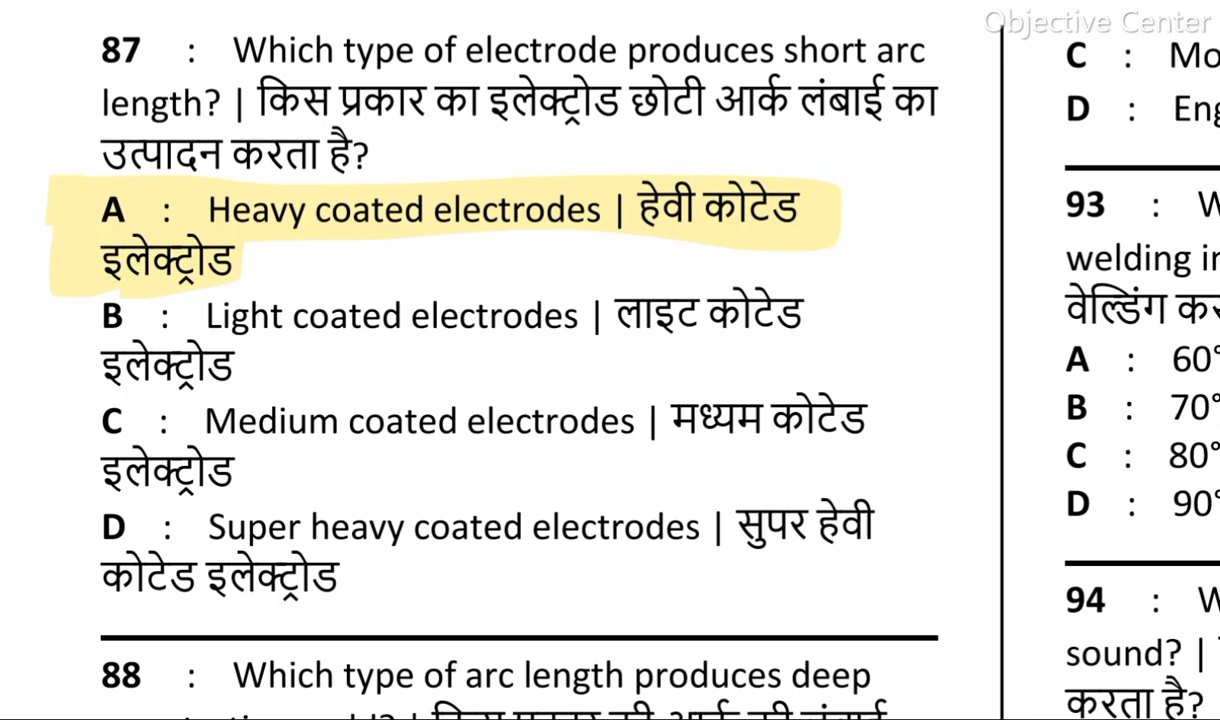 Objective Center
87 : Which type of electrode produces short arc
length? | किस प्रकार का इलेक्ट्रोड छोटी आर्क लंबाई का
उत्पादन करता है?
A : Heavy coated electrodes | हेवी कोटेड
इलेक्ट्रोड
B : Light coated electrodes | लाइट कोटेड
इलेक्ट्रोड
C : Medium coated electrodes | मध्यम कोटेड
इलेक्ट्रोड
D : Super heavy coated electrodes | सुपर हेवी
कोटेड इलेक्ट्रोड
88 : Which type of arc length produces deep
C : Mo
D : Eng
93 : W
welding in
वेल्डिंग
A : 60°
B : 70°
C : 80°
D : 90°
94 : W
sound? |
करता है?